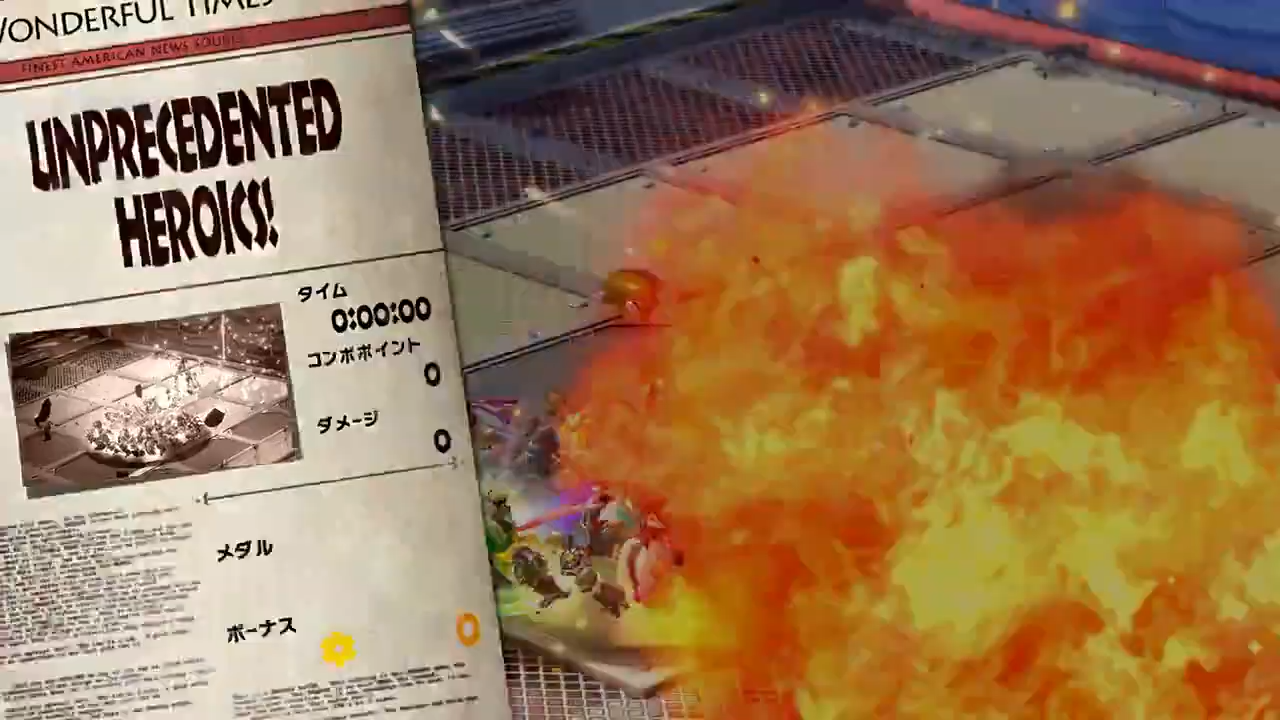 WONDERFUL TIMES
FINEST AMERICAN NEWS SOURCE
UNPRECEDENTED
HEROICS!
タイム
0:00:00
コンボポイント
0
ダメージ
0
メダル
ボーナス
0